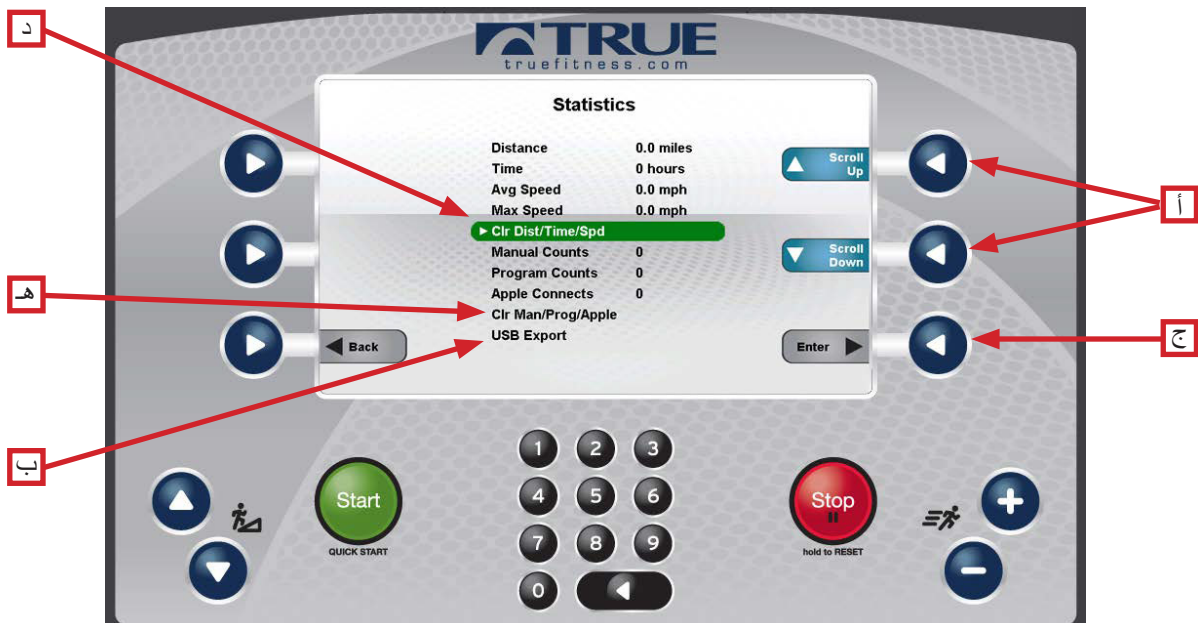 TRUE
truefitness.com
Statistics
Distance 0.0 miles
Time 0 hours
Avg Speed 0.0 mph
Max Speed 0.0 mph
Clr Dist/Time/Spd
Manual Counts 0
Program Counts 0
Apple Connects 0
Clr Man/Prog/Apple
USB Export
Scroll
Up
Scroll
Down
Back
Enter
د
هـ
ب
أ
ج
Start
QUICK START
1 2 3
4 5 6
7 8 9
0
Stop
hold to RESET